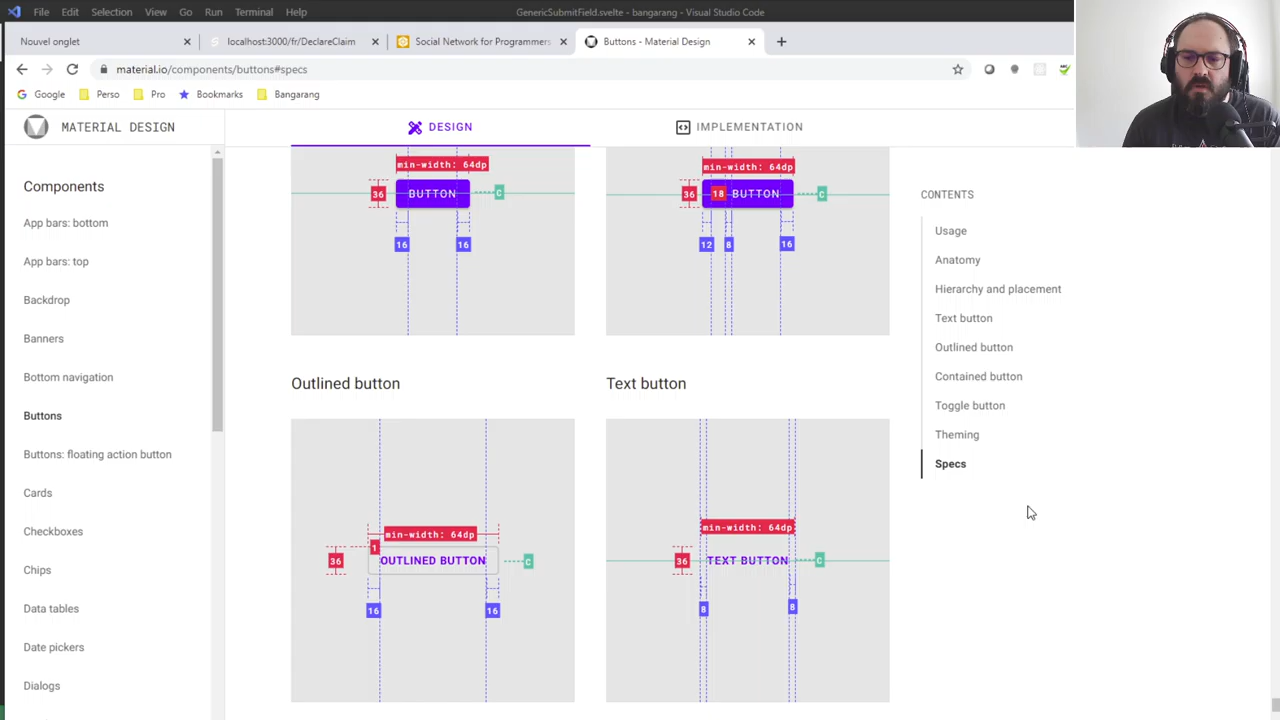 File Edit Selection View Go Run Terminal Help
GenericSubmitField.svelte - bangarang - Visual Studio Code
Nouvel onglet
localhost:3000/fr/DeclareClaim
Social Network for Programmers
Buttons - Material Design
material.io/components/buttons#specs
Google Perso Pro Bookmarks Bangarang
MATERIAL DESIGN
DESIGN
IMPLEMENTATION
Components
App bars: bottom
App bars: top
Backdrop
Banners
Bottom navigation
Buttons
Buttons: floating action button
Cards
Checkboxes
Chips
Data tables
Date pickers
Dialogs
min-width: 64dp
36 BUTTON C
16 16
min-width: 64dp
36 18 BUTTON C
12 8 16
Outlined button
min-width: 64dp
1
36 OUTLINED BUTTON C
16 16
Text button
min-width: 64dp
36 TEXT BUTTON C
8 8
CONTENTS
Usage
Anatomy
Hierarchy and placement
Text button
Outlined button
Contained button
Toggle button
Theming
Specs